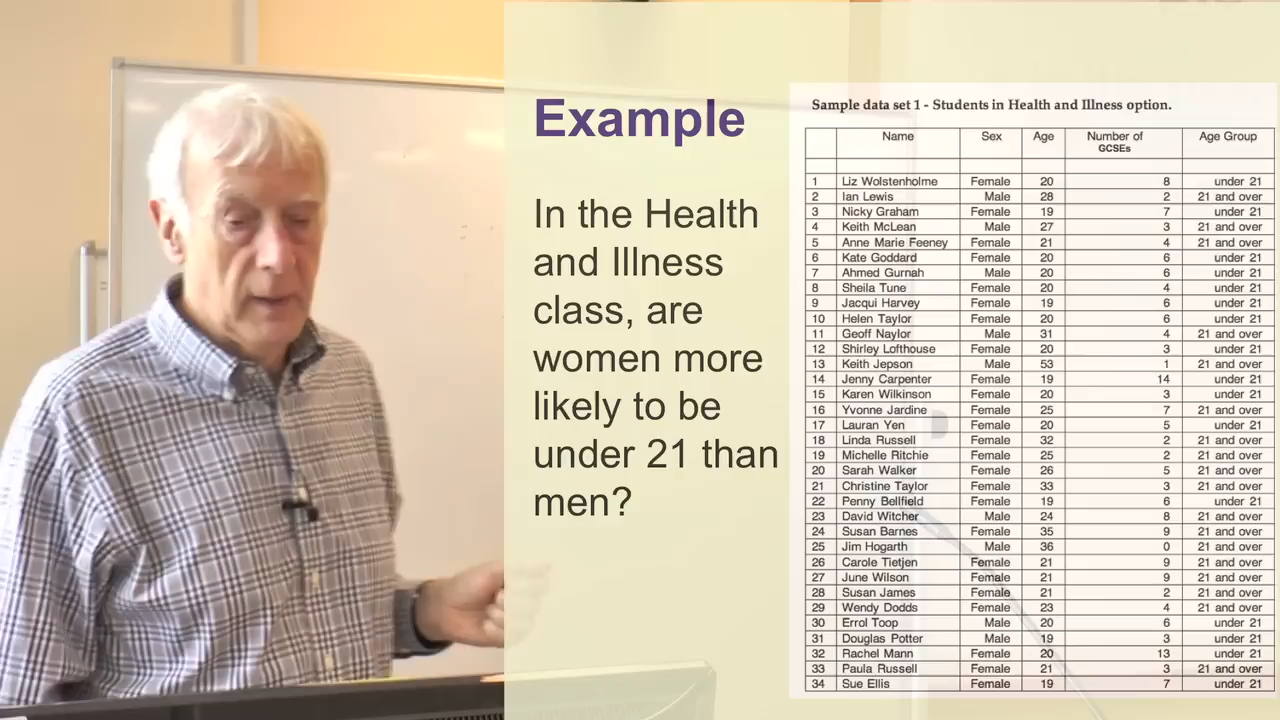 Example
In the Health
and Illness
class, are
women more
likely to be
under 21 than
men?
Sample data set 1 - Students in Health and Illness option.
Name Sex Age Number of GCSEs Age Group
1 Liz Wolstenholme Female 20 8 under 21
2 Ian Lewis Male 28 2 21 and over
3 Nicky Graham Female 19 7 under 21
4 Keith McLean Male 27 3 21 and over
5 Anne Marie Feeney Female 21 4 21 and over
6 Kate Goddard Female 20 6 under 21
7 Ahmed Gurnah Male 20 6 under 21
8 Sheila Tune Female 20 4 under 21
9 Jacqui Harvey Female 19 6 under 21
10 Helen Taylor Female 20 6 under 21
11 Geoff Naylor Male 31 4 21 and over
12 Shirley Lofthouse Female 20 3 under 21
13 Keith Jepson Male 53 1 21 and over
14 Jenny Carpenter Female 19 14 under 21
15 Karen Wilkinson Female 20 3 under 21
16 Yvonne Jardine Female 25 7 21 and over
17 Lauran Yen Female 20 5 under 21
18 Linda Russell Female 32 2 21 and over
19 Michelle Ritchie Female 25 2 21 and over
20 Sarah Walker Female 26 5 21 and over
21 Christine Taylor Female 33 3 21 and over
22 Penny Bellfield Female 19 6 under 21
23 David Witcher Male 24 8 21 and over
24 Susan Barnes Female 35 9 21 and over
25 Jim Hogarth Male 36 0 21 and over
26 Carole Tietjen Female 21 9 21 and over
27 June Wilson Female 21 9 21 and over
28 Susan James Female 21 2 21 and over
29 Wendy Dodds Female 23 4 21 and over
30 Errol Toop Male 20 6 under 21
31 Douglas Potter Male 19 3 under 21
32 Rachel Mann Female 20 13 under 21
33 Paula Russell Female 21 3 21 and over
34 Sue Ellis Female 19 7 under 21